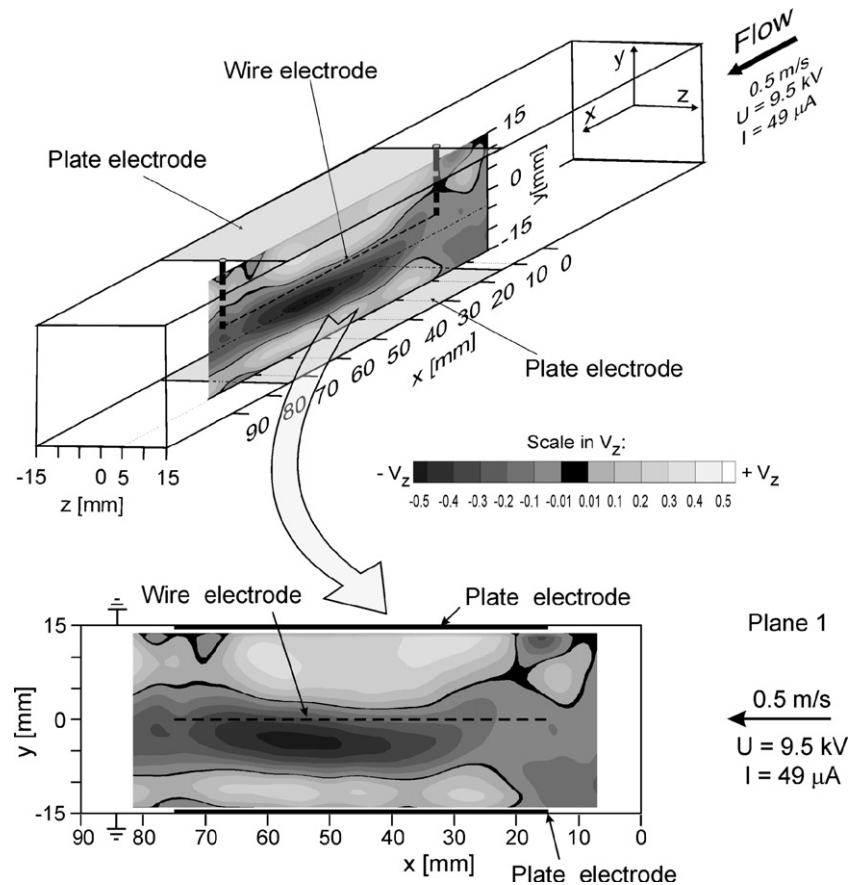 Flow
0.5 m/s
U = 9.5 kV
I = 49 µA
Wire electrode
Plate electrode
y
z
x
15
0
-15
y[mm]
0
10
20
30
40
50
60
70
80
90
x [mm]
Plate electrode
-15 0 5 15
z [mm]
Scale in Vz:
- Vz + Vz
-0.5 -0.4 -0.3 -0.2 -0.1 -0.01 0.01 0.1 0.2 0.3 0.4 0.5
Wire electrode
Plate electrode
Plane 1
15
0
-15
y [mm]
0.5 m/s
U = 9.5 kV
I = 49 µA
90 80 70 60 50 40 30 20 10 0
x [mm]
Plate electrode